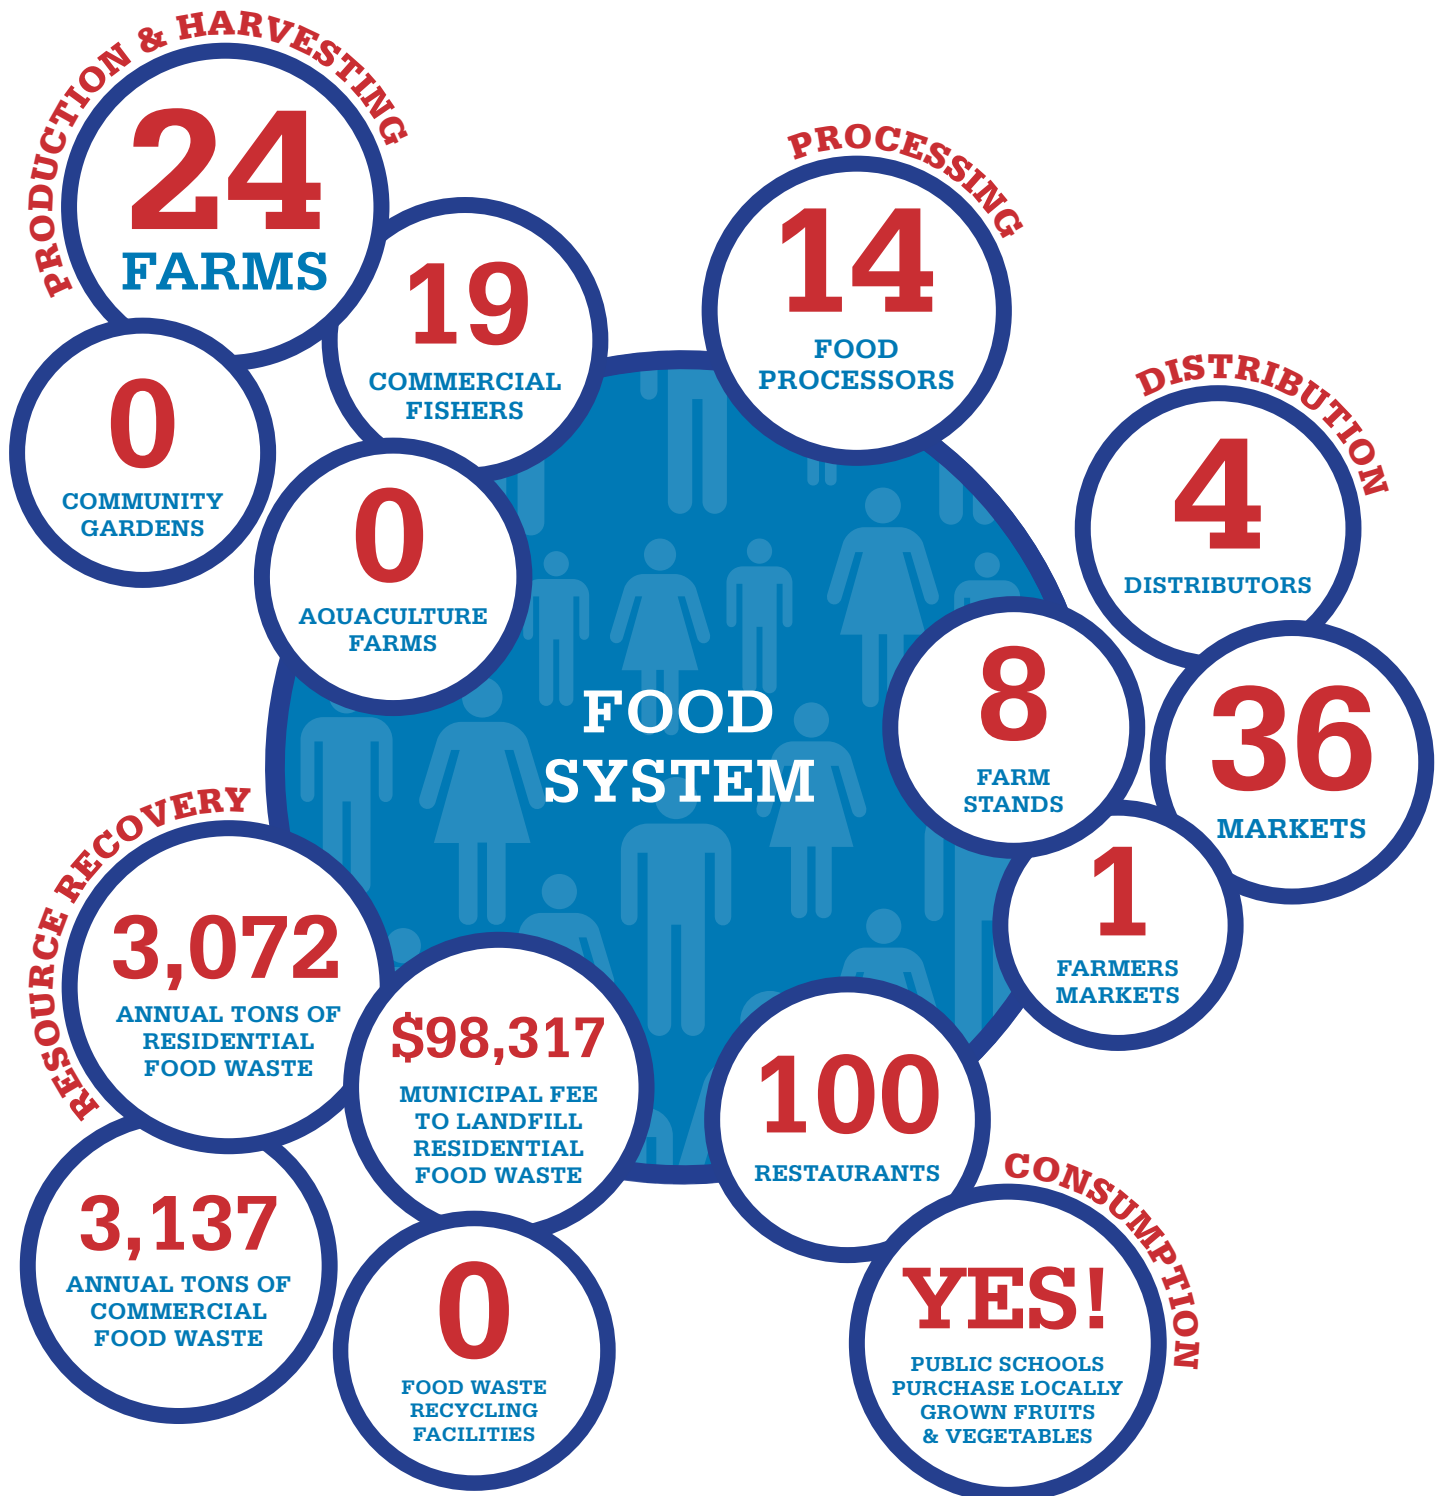 PRODUCTION & HARVESTING
24
FARMS
19
COMMERCIAL
FISHERS
0
COMMUNITY
GARDENS
0
AQUACULTURE
FARMS
PROCESSING
14
FOOD
PROCESSORS
DISTRIBUTION
4
DISTRIBUTORS
8
FARM
STANDS
36
MARKETS
1
FARMERS
MARKETS
FOOD
SYSTEM
RESOURCE RECOVERY
3,072
ANNUAL TONS OF
RESIDENTIAL
FOOD WASTE
$98,317
MUNICIPAL FEE
TO LANDFILL
RESIDENTIAL
FOOD WASTE
3,137
ANNUAL TONS OF
COMMERCIAL
FOOD WASTE
0
FOOD WASTE
RECYCLING
FACILITIES
100
RESTAURANTS
CONSUMPTION
YES!
PUBLIC SCHOOLS
PURCHASE LOCALLY
GROWN FRUITS
& VEGETABLES